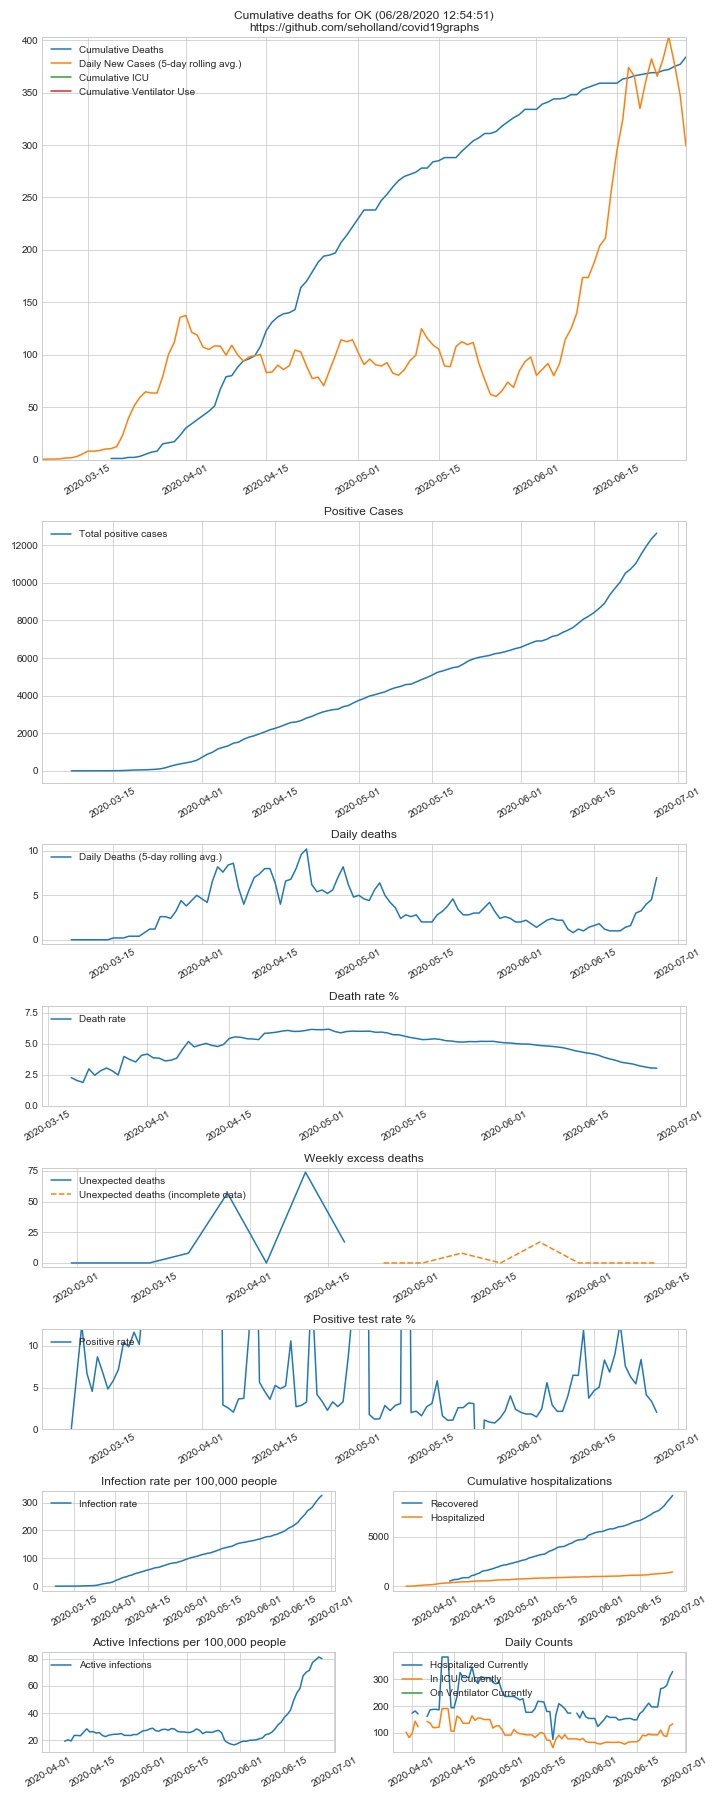 Cumulative deaths for OK (06/28/2020 12:54:51)
https://github.com/seholland/covid19graphs
Cumulative Deaths
Daily New Cases (5-day rolling avg.)
Cumulative ICU
Cumulative Ventilator Use
400
350
300
250
200
150
100
50
0
2020-03-15 2020-04-01 2020-04-15 2020-05-01 2020-05-15 2020-06-01 2020-06-15
Positive Cases
Total positive cases
12000
10000
8000
6000
4000
2000
0
2020-03-15 2020-04-01 2020-04-15 2020-05-01 2020-05-15 2020-06-01 2020-06-15 2020-07-01
Daily deaths
Daily Deaths (5-day rolling avg.)
10
5
0
2020-03-15 2020-04-01 2020-04-15 2020-05-01 2020-05-15 2020-06-01 2020-06-15 2020-07-01
Death rate %
Death rate
7.5
5.0
2.5
0.0
2020-03-15 2020-04-01 2020-04-15 2020-05-01 2020-05-15 2020-06-01 2020-06-15 2020-07-01
Weekly excess deaths
Unexpected deaths
Unexpected deaths (incomplete data)
75
50
25
0
2020-03-01 2020-03-15 2020-04-01 2020-04-15 2020-05-01 2020-05-15 2020-06-01 2020-06-15
Positive test rate %
Positive rate
10
5
0
2020-03-15 2020-04-01 2020-04-15 2020-05-01 2020-05-15 2020-06-01 2020-06-15 2020-07-01
Infection rate per 100,000 people
Infection rate
300
200
100
0
2020-03-15 2020-04-01 2020-04-15 2020-05-01 2020-05-15 2020-06-01 2020-06-15 2020-07-01
Cumulative hospitalizations
Recovered
Hospitalized
5000
0
2020-04-01 2020-04-15 2020-05-01 2020-05-15 2020-06-01 2020-06-15 2020-07-01
Active Infections per 100,000 people
Active infections
80
60
40
20
2020-04-01 2020-04-15 2020-05-01 2020-05-15 2020-06-01 2020-06-15 2020-07-01
Daily Counts
Hospitalized Currently
In ICU Currently
On Ventilator Currently
300
200
100
2020-04-01 2020-04-15 2020-05-01 2020-05-15 2020-06-01 2020-06-15 2020-07-01